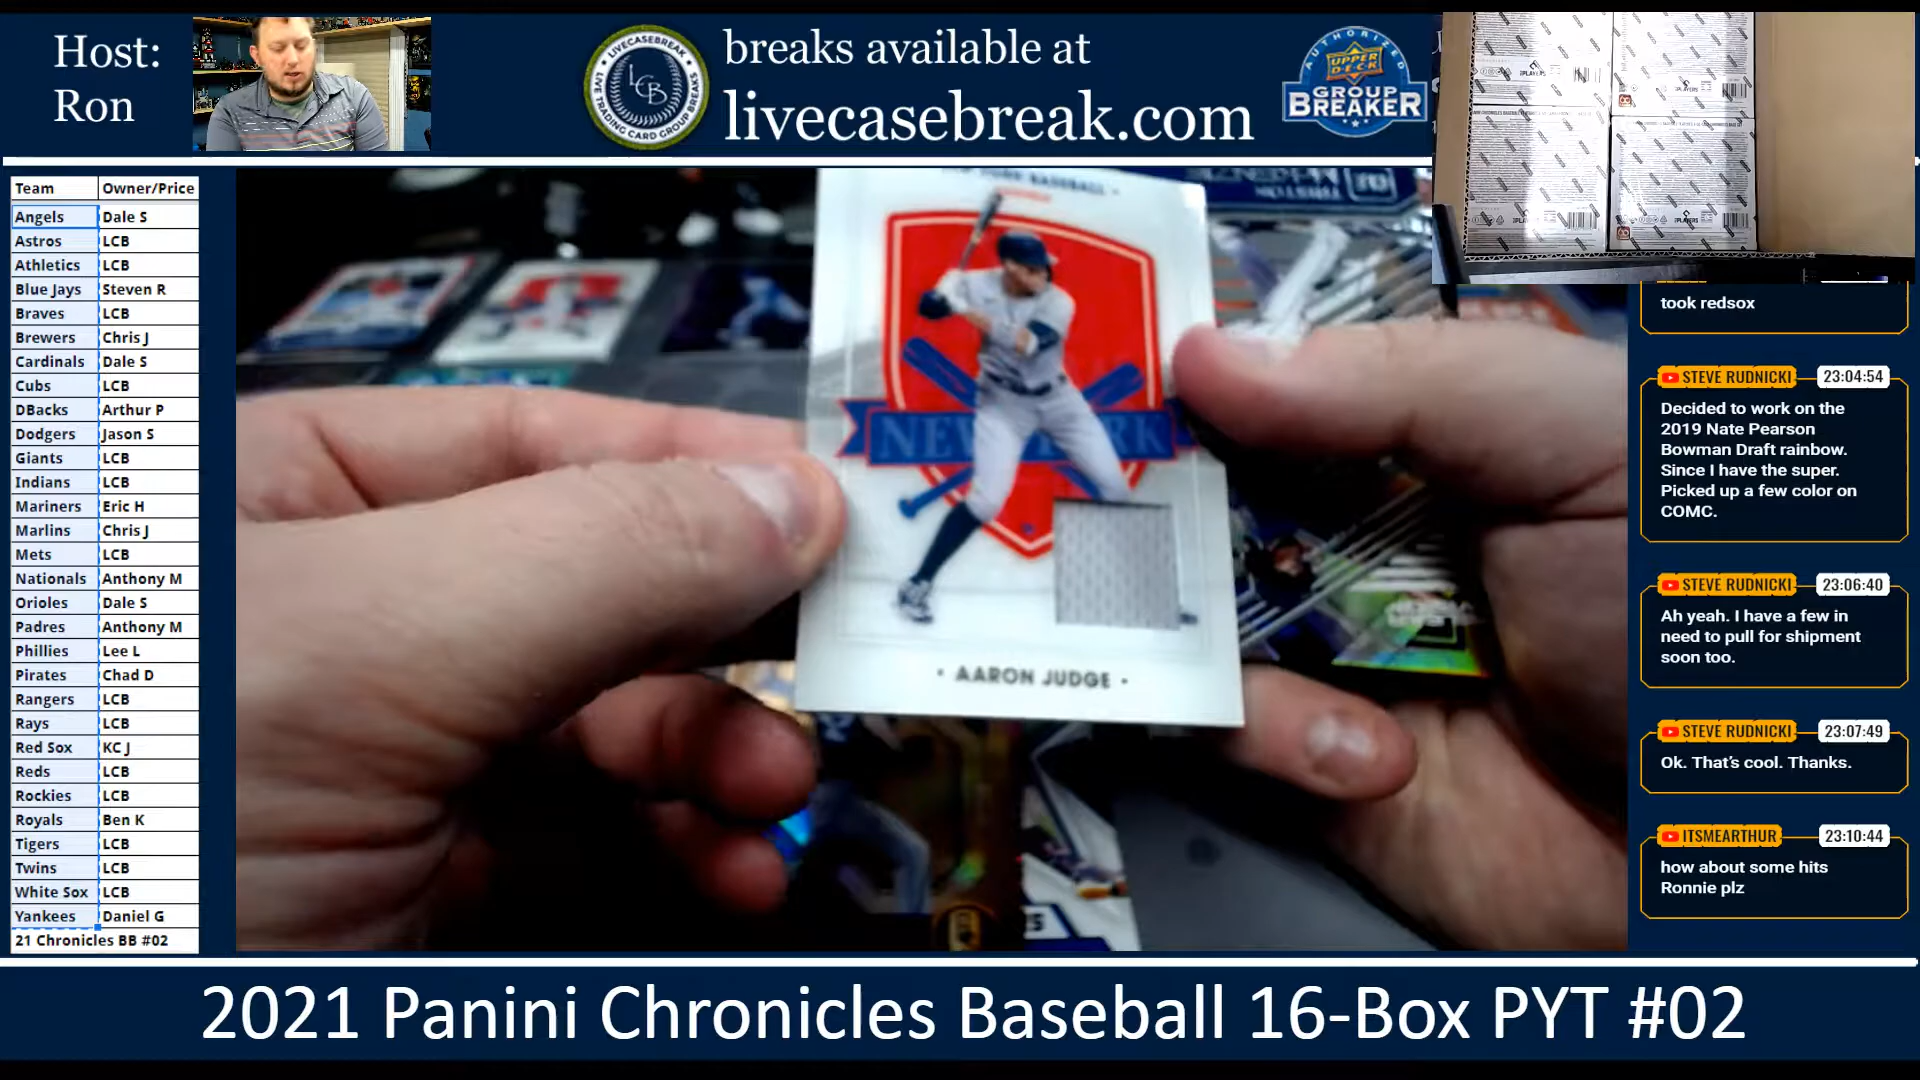 Host:
Ron
LIVECASEBREAK
LCB
LIVE TRADING CARD GROUP BREAKS
breaks available at
livecasebreak.com
AUTHORIZED
UPPER DECK
GROUP
BREAKER
Team Owner/Price
Angels Dale S
Astros LCB
Athletics LCB
Blue Jays Steven R
Braves LCB
Brewers Chris J
Cardinals Dale S
Cubs LCB
DBacks Arthur P
Dodgers Jason S
Giants LCB
Indians LCB
Mariners Eric H
Marlins Chris J
Mets LCB
Nationals Anthony M
Orioles Dale S
Padres Anthony M
Phillies Lee L
Pirates Chad D
Rangers LCB
Rays LCB
Red Sox KC J
Reds LCB
Rockies LCB
Royals Ben K
Tigers LCB
Twins LCB
White Sox LCB
Yankees Daniel G
21 Chronicles BB #02
BASEBALL
NEW YORK
• AARON JUDGE •
took redsox
STEVE RUDNICKI 23:04:54
Decided to work on the
2019 Nate Pearson
Bowman Draft rainbow.
Since I have the super.
Picked up a few color on
COMC.
STEVE RUDNICKI 23:06:40
Ah yeah. I have a few in
need to pull for shipment
soon too.
STEVE RUDNICKI 23:07:49
Ok. That's cool. Thanks.
ITSMEARTHUR 23:10:44
how about some hits
Ronnie plz
2021 Panini Chronicles Baseball 16-Box PYT #02